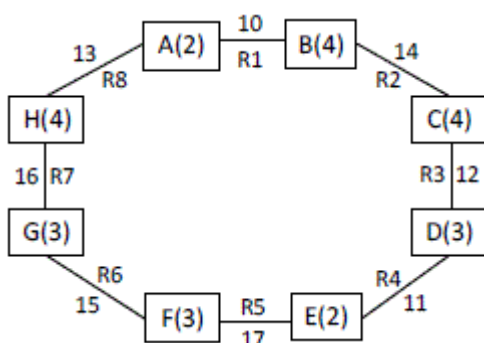 10
A(2) B(4)
13 R1 14
R8 R2
H(4) C(4)
16 R7 R3 12
G(3) D(3)
R6 R4
15 R5 11
F(3) E(2)
17